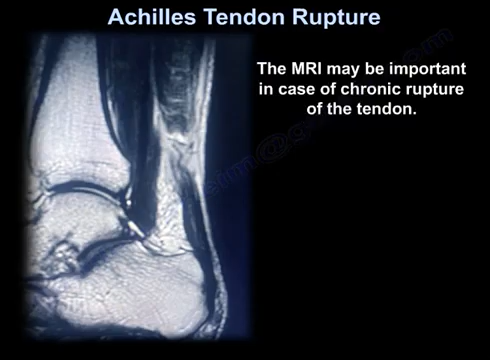 Achilles Tendon Rupture
The MRI may be important
in case of chronic rupture
of the tendon.